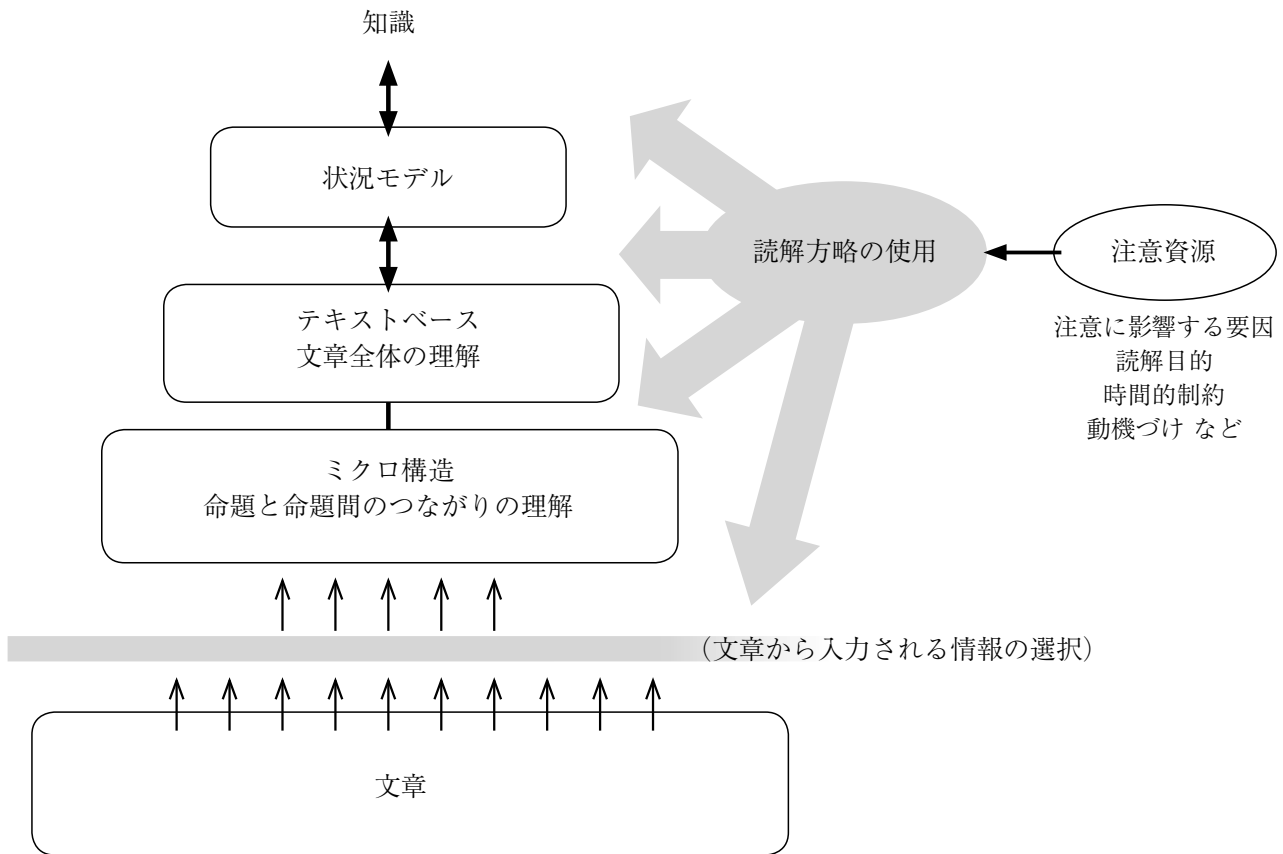 知識
状況モデル
読解方略の使用
注意資源
テキストベース
文章全体の理解
注意に影響する要因
読解目的
時間的制約
動機づけ など
ミクロ構造
命題と命題間のつながりの理解
（文章から入力される情報の選択）
文章